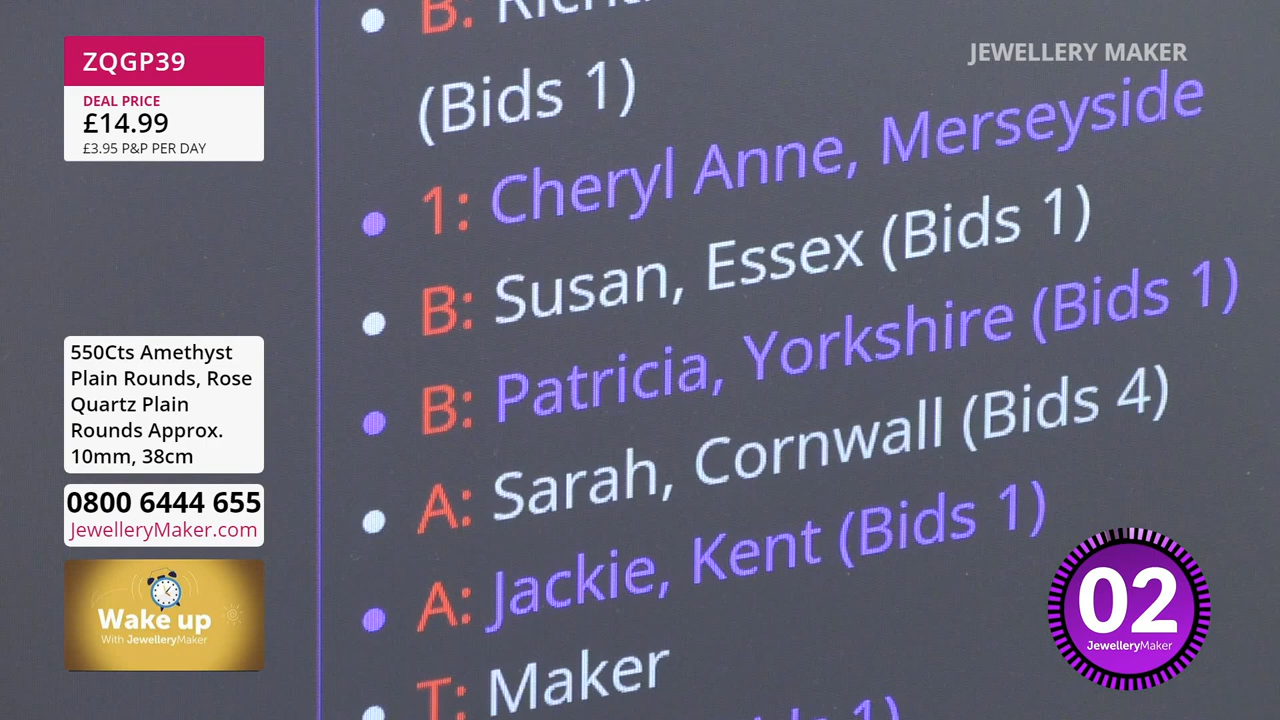 ZQGP39
DEAL PRICE
£14.99
£3.95 P&P PER DAY
JEWELLERY MAKER
B:
(Bids 1)
1: Cheryl Anne, Merseyside
B: Susan, Essex (Bids 1)
B: Patricia, Yorkshire (Bids 1)
A: Sarah, Cornwall (Bids 4)
A: Jackie, Kent (Bids 1)
T: Maker
550Cts Amethyst
Plain Rounds, Rose
Quartz Plain
Rounds Approx.
10mm, 38cm
0800 6444 655
JewelleryMaker.com
Wake up
With JewelleryMaker
02
JewelleryMaker